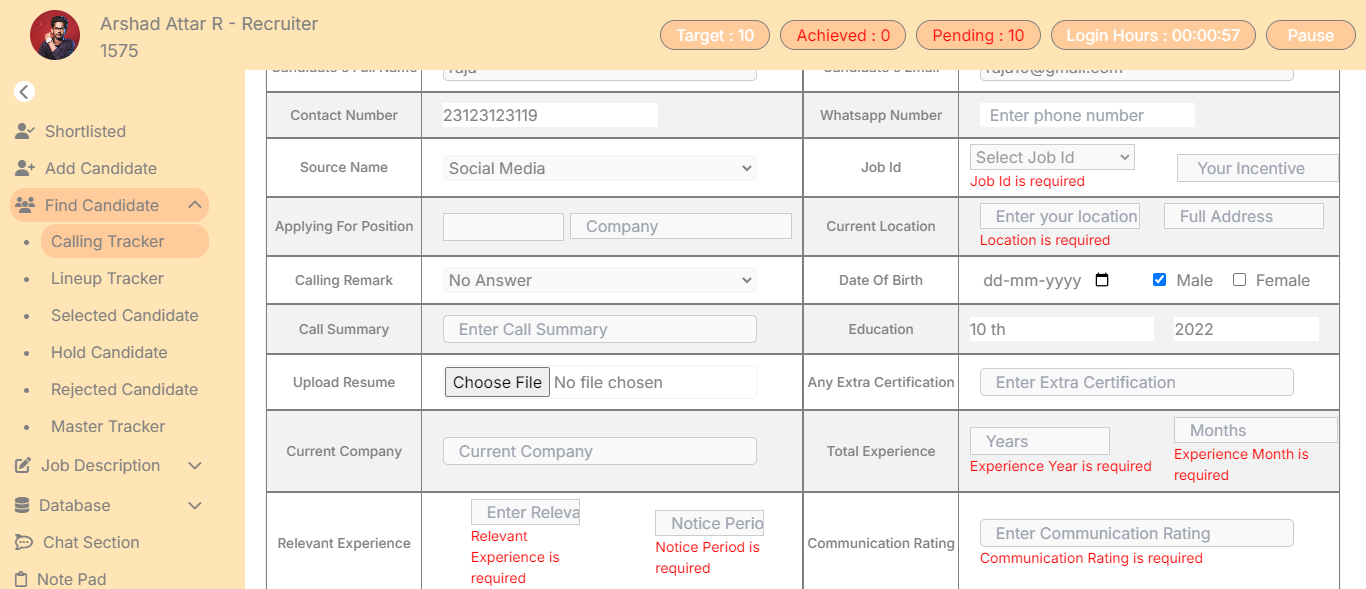 Arshad Attar R - Recruiter
1575
Target : 10
Achieved : 0
Pending : 10
Login Hours : 00:00:57
Pause
Shortlisted
Add Candidate
Find Candidate
Calling Tracker
Lineup Tracker
Selected Candidate
Hold Candidate
Rejected Candidate
Master Tracker
Job Description
Database
Chat Section
Note Pad
Candidate's Full Name
raja
Candidate's Email
Contact Number
23123123119
Whatsapp Number
Enter phone number
Source Name
Social Media
Job Id
Select Job Id
Your Incentive
Job Id is required
Applying For Position
Company
Current Location
Enter your location
Full Address
Location is required
Calling Remark
No Answer
Date Of Birth
dd-mm-yyyy
Male
Female
Call Summary
Enter Call Summary
Education
10 th
2022
Upload Resume
Choose File
No file chosen
Any Extra Certification
Enter Extra Certification
Current Company
Current Company
Total Experience
Years
Experience Year is required
Months
Experience Month is
required
Relevant Experience
Enter Releva
Relevant
Experience is
required
Notice Perio
Notice Period is
required
Communication Rating
Enter Communication Rating
Communication Rating is required